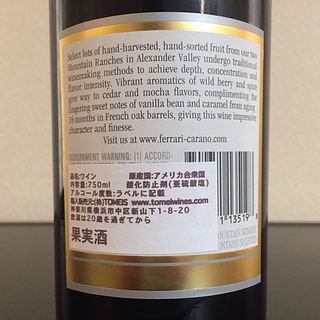 Select lots of hand-harvested, hand-sorted fruit from our two
Mountain Ranches in Alexander Valley undergo traditional
winemaking methods to achieve depth, concentration and
flavor intensity. Vibrant aromatics of wild berry and spice
give way to cedar and mocha flavors, complimenting the
lingering sweet notes of vanilla bean and caramel from aging
16 months in French oak barrels, giving this wine impressive
character and finesse.
Visit us at www.ferrari-carano.com
GOVERNMENT WARNING: (1) ACCORD-
品名:ワイン 原産国:アメリカ合衆国
容量:750ml 酸化防止剤(亜硫酸塩)
アルコール度数:ラベルに記載
輸入販売元:(株)TOMEIS www.tomeiwines.com
神奈川県横浜市中区新山下1-8-20
飲酒は20歳を過ぎてから
果実酒
1 13519 8
OUNTAIN WINERY
ONTAINS SULFITES